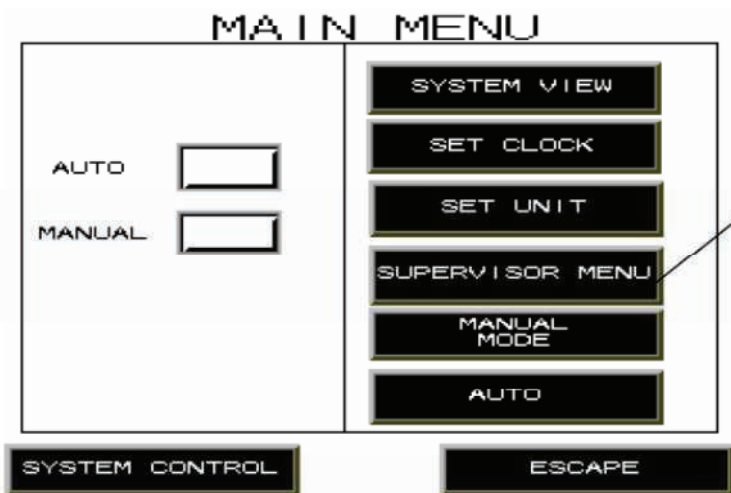 MAIN MENU
AUTO
MANUAL
SYSTEM VIEW
SET CLOCK
SET UNIT
SUPERVISOR MENU
MANUAL
MODE
AUTO
SYSTEM CONTROL
ESCAPE